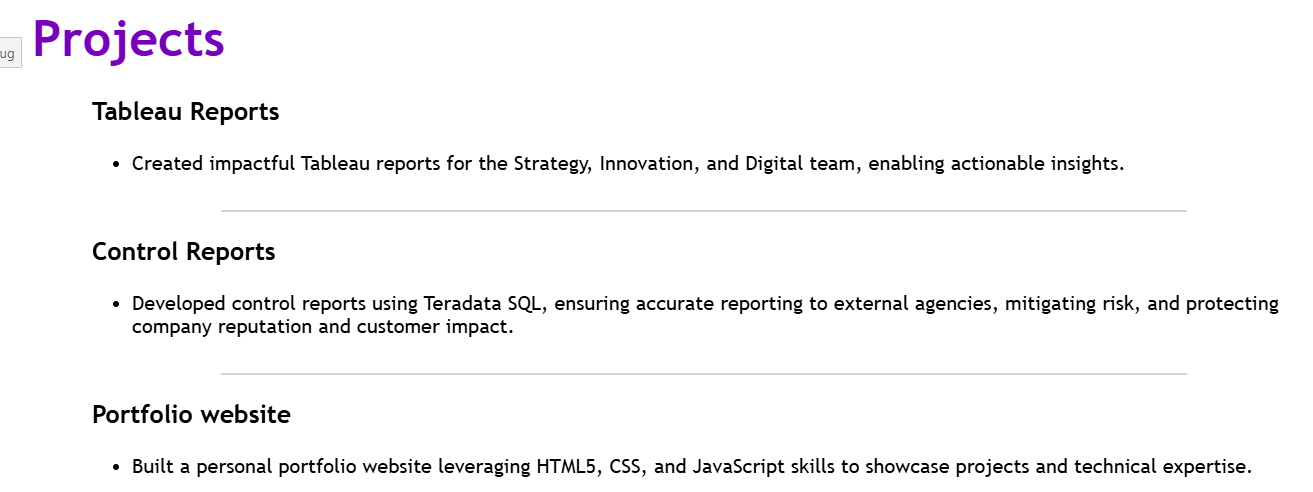 Projects
ug
Tableau Reports
• Created impactful Tableau reports for the Strategy, Innovation, and Digital team, enabling actionable insights.
Control Reports
• Developed control reports using Teradata SQL, ensuring accurate reporting to external agencies, mitigating risk, and protecting
company reputation and customer impact.
Portfolio website
• Built a personal portfolio website leveraging HTML5, CSS, and JavaScript skills to showcase projects and technical expertise.